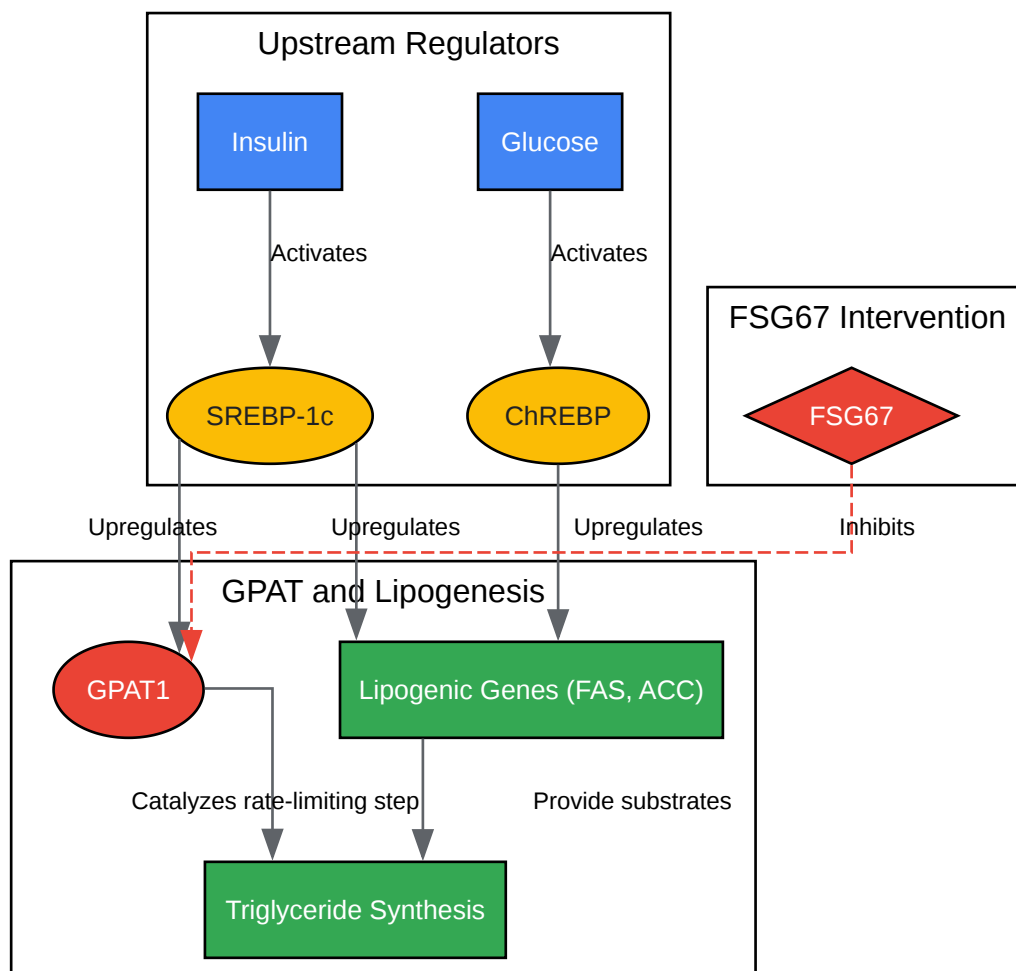 Upstream Regulators
Insulin
Glucose
Activates
Activates
FSG67 Intervention
SREBP-1c
ChREBP
FSG67
Upregulates
Upregulates
Upregulates
Inhibits
GPAT and Lipogenesis
GPAT1
Lipogenic Genes (FAS, ACC)
Catalyzes rate-limiting step
Provide substrates
Triglyceride Synthesis